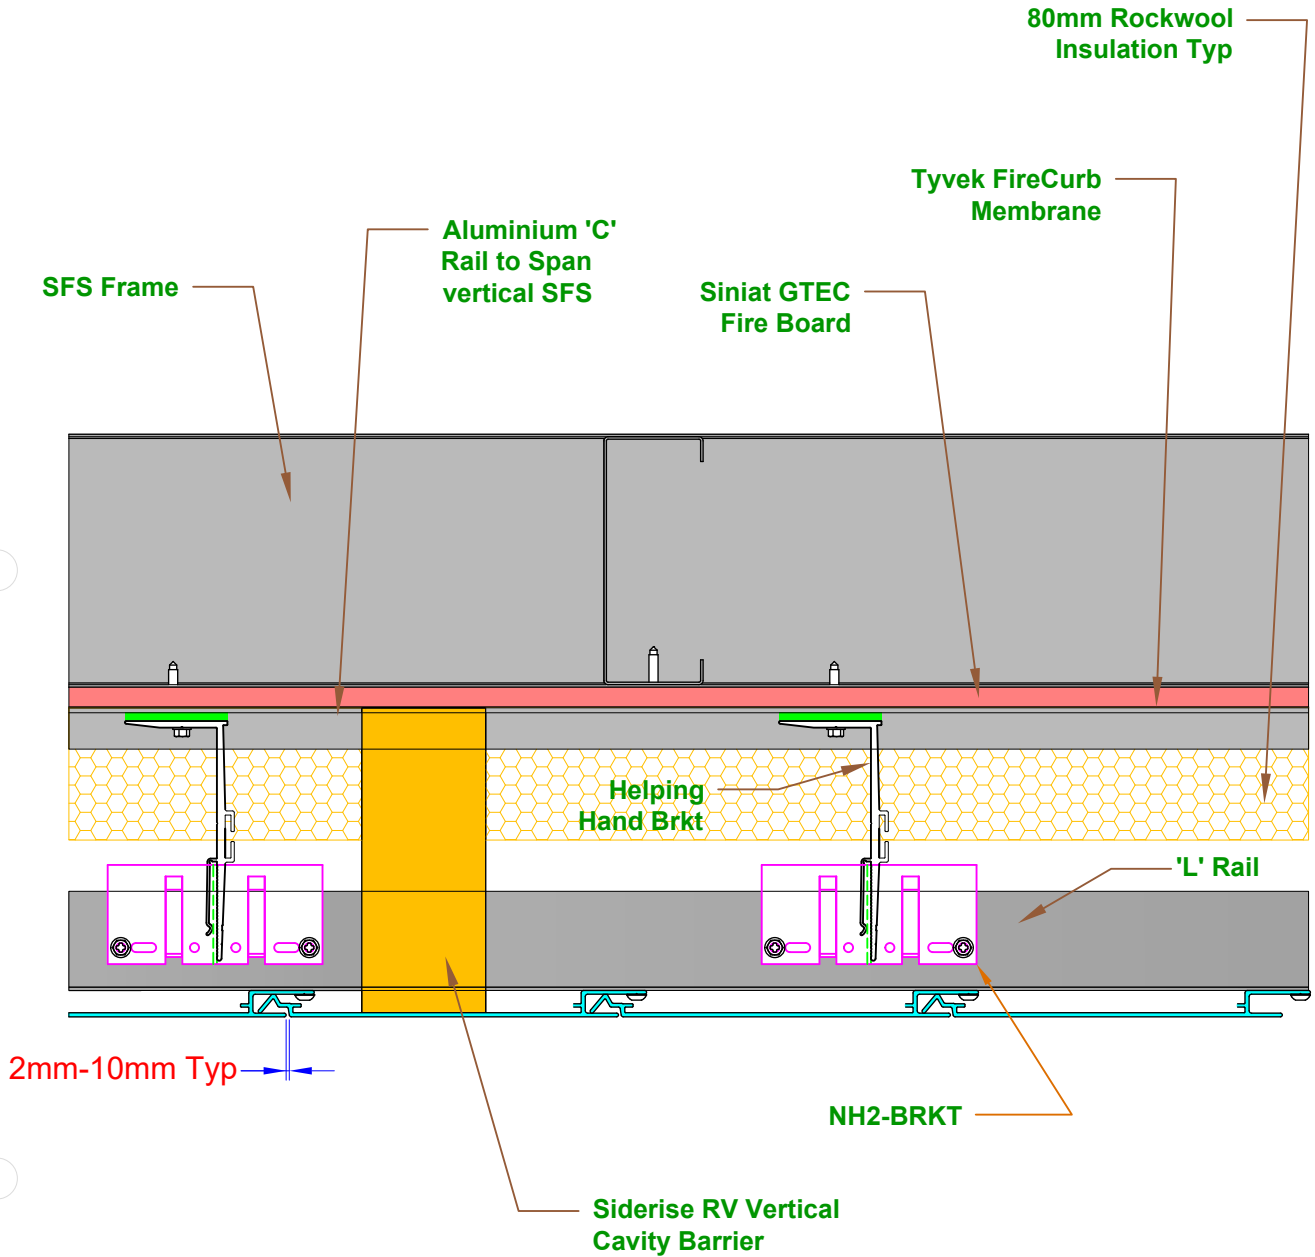 80mm Rockwool
Insulation Typ
Tyvek FireCurb
Membrane
Aluminium 'C'
Rail to Span
vertical SFS
SFS Frame
Siniat GTEC
Fire Board
Helping
Hand Brkt
'L' Rail
2mm-10mm Typ
NH2-BRKT
Siderise RV Vertical
Cavity Barrier